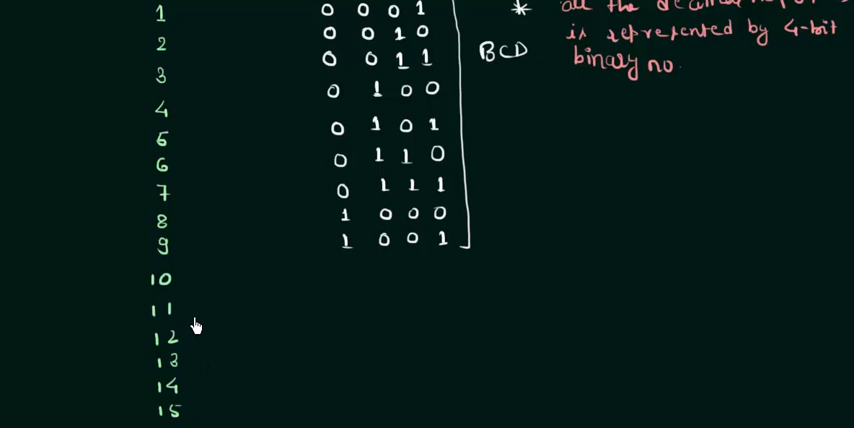 1 0 0 0 1
2 0 0 1 0
3 0 0 1 1
4 0 1 0 0
5 0 1 0 1
6 0 1 1 0
7 0 1 1 1
8 1 0 0 0
9 1 0 0 1
10
11
12
13
14
15
BCD
* all the
is represented by 4-bit
binary no.